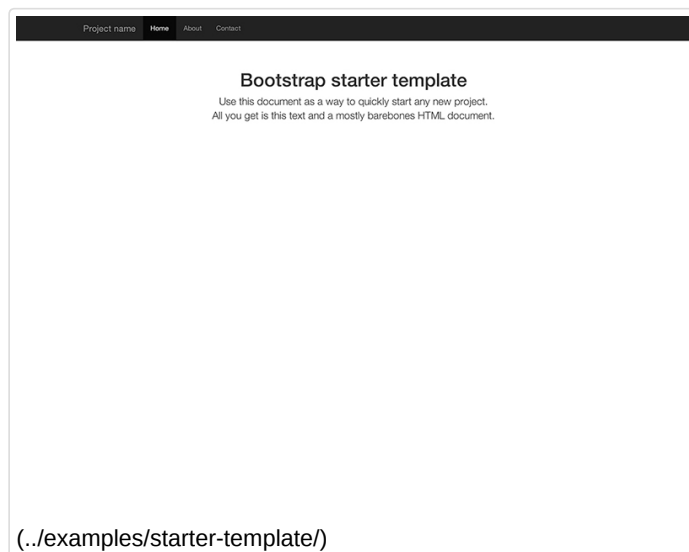 Project name Home About Contact
Bootstrap starter template
Use this document as a way to quickly start any new project.
All you get is this text and a mostly barebones HTML document.
(../examples/starter-template/)